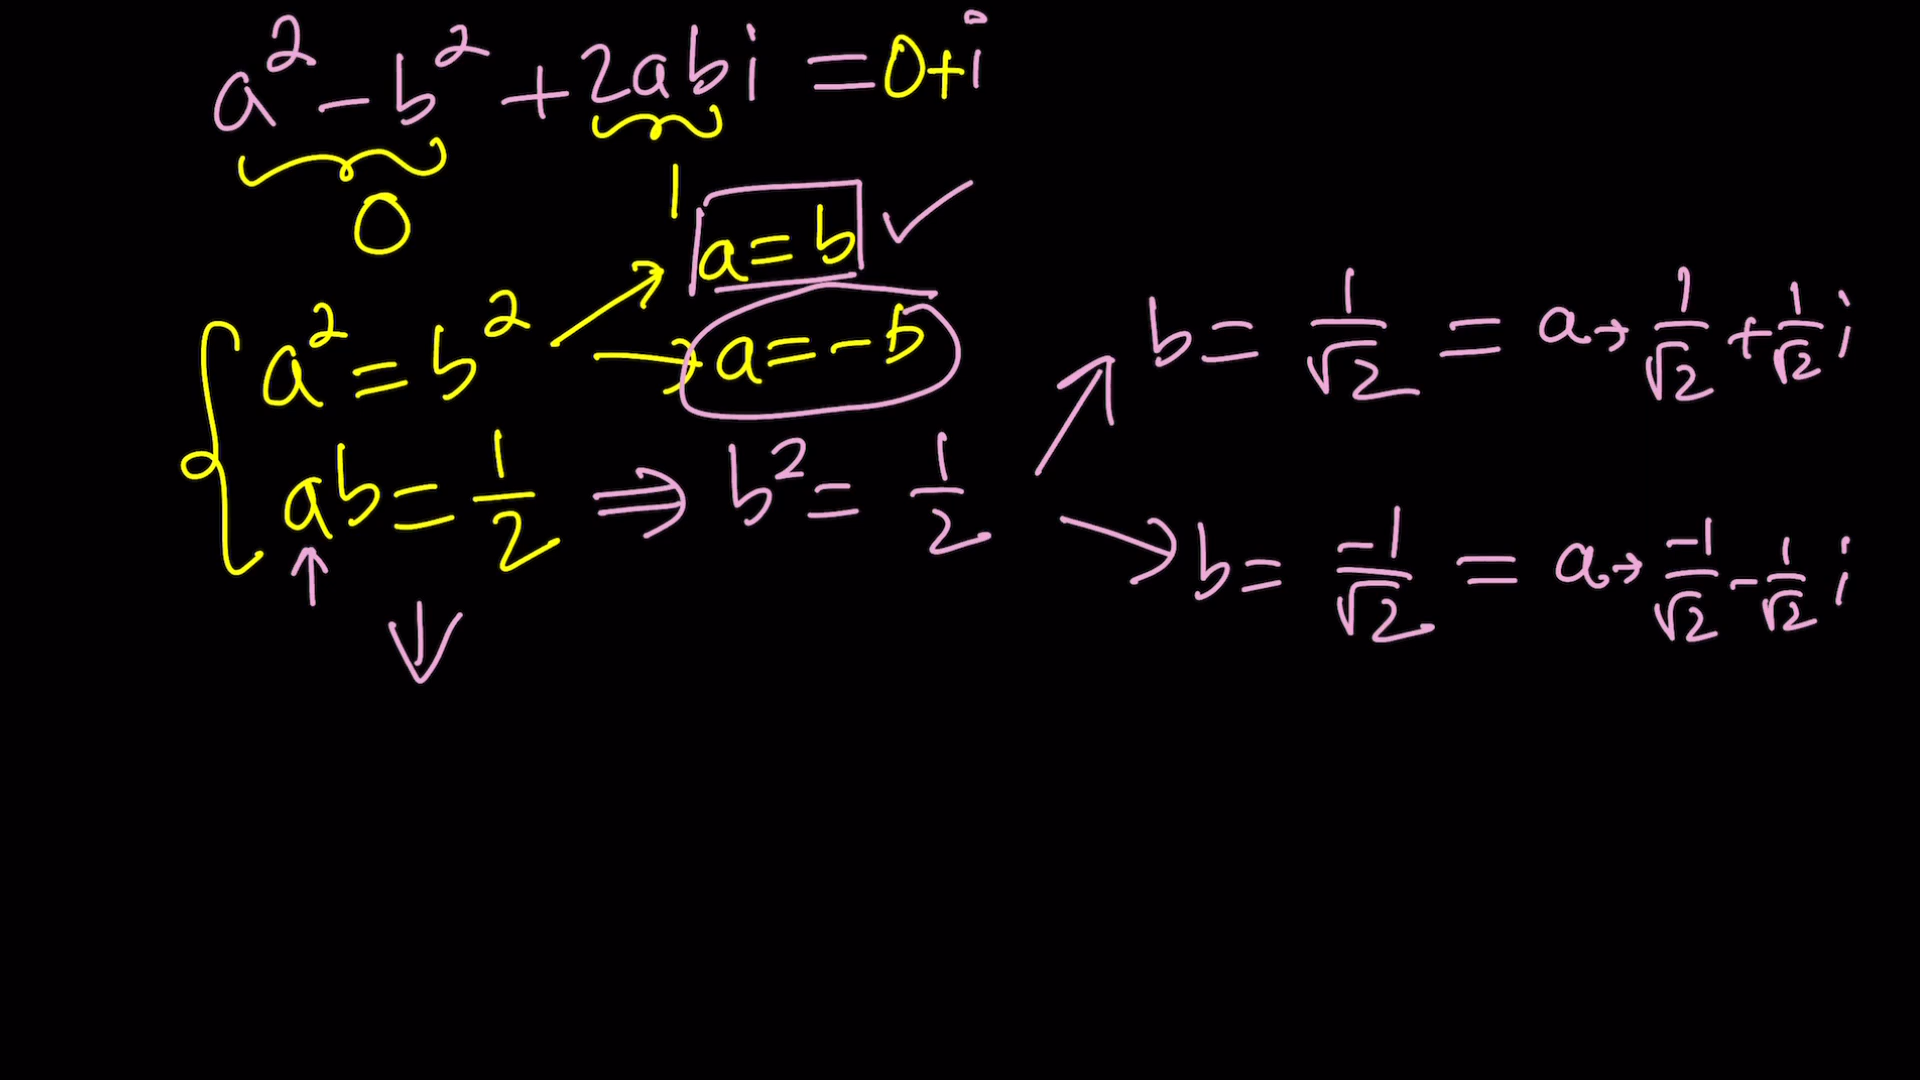 a² - b² + 2abi = 0 + i
0
1
a = b ✓
a² = b² → a = -b
b = 1/√2 = a → 1/√2 + 1/√2 i
ab = 1/2 ⇒ b² = 1/2
b = -1/√2 = a → -1/√2 - 1/√2 i